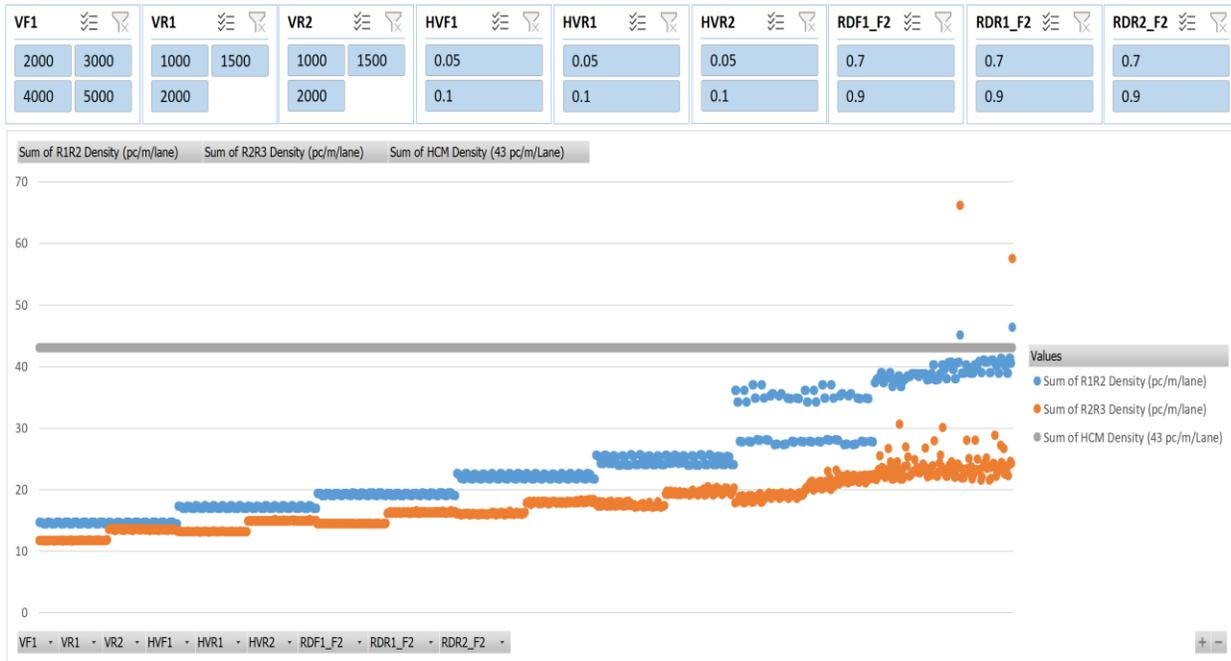 VF1 VR1 VR2 HVF1 HVR1 HVR2 RDF1_F2 RDR1_F2 RDR2_F2
2000 3000 1000 1500 1000 1500 0.05 0.05 0.05 0.7 0.7 0.7
4000 5000 2000 2000 0.1 0.1 0.1 0.9 0.9 0.9
Sum of R1R2 Density (pc/m/lane) Sum of R2R3 Density (pc/m/lane) Sum of HCM Density (43 pc/m/Lane)
70
60
50
40
30
20
10
0
Values
Sum of R1R2 Density (pc/m/lane)
Sum of R2R3 Density (pc/m/lane)
Sum of HCM Density (43 pc/m/Lane)
VF1 VR1 VR2 HVF1 HVR1 HVR2 RDF1_F2 RDR1_F2 RDR2_F2
+ −